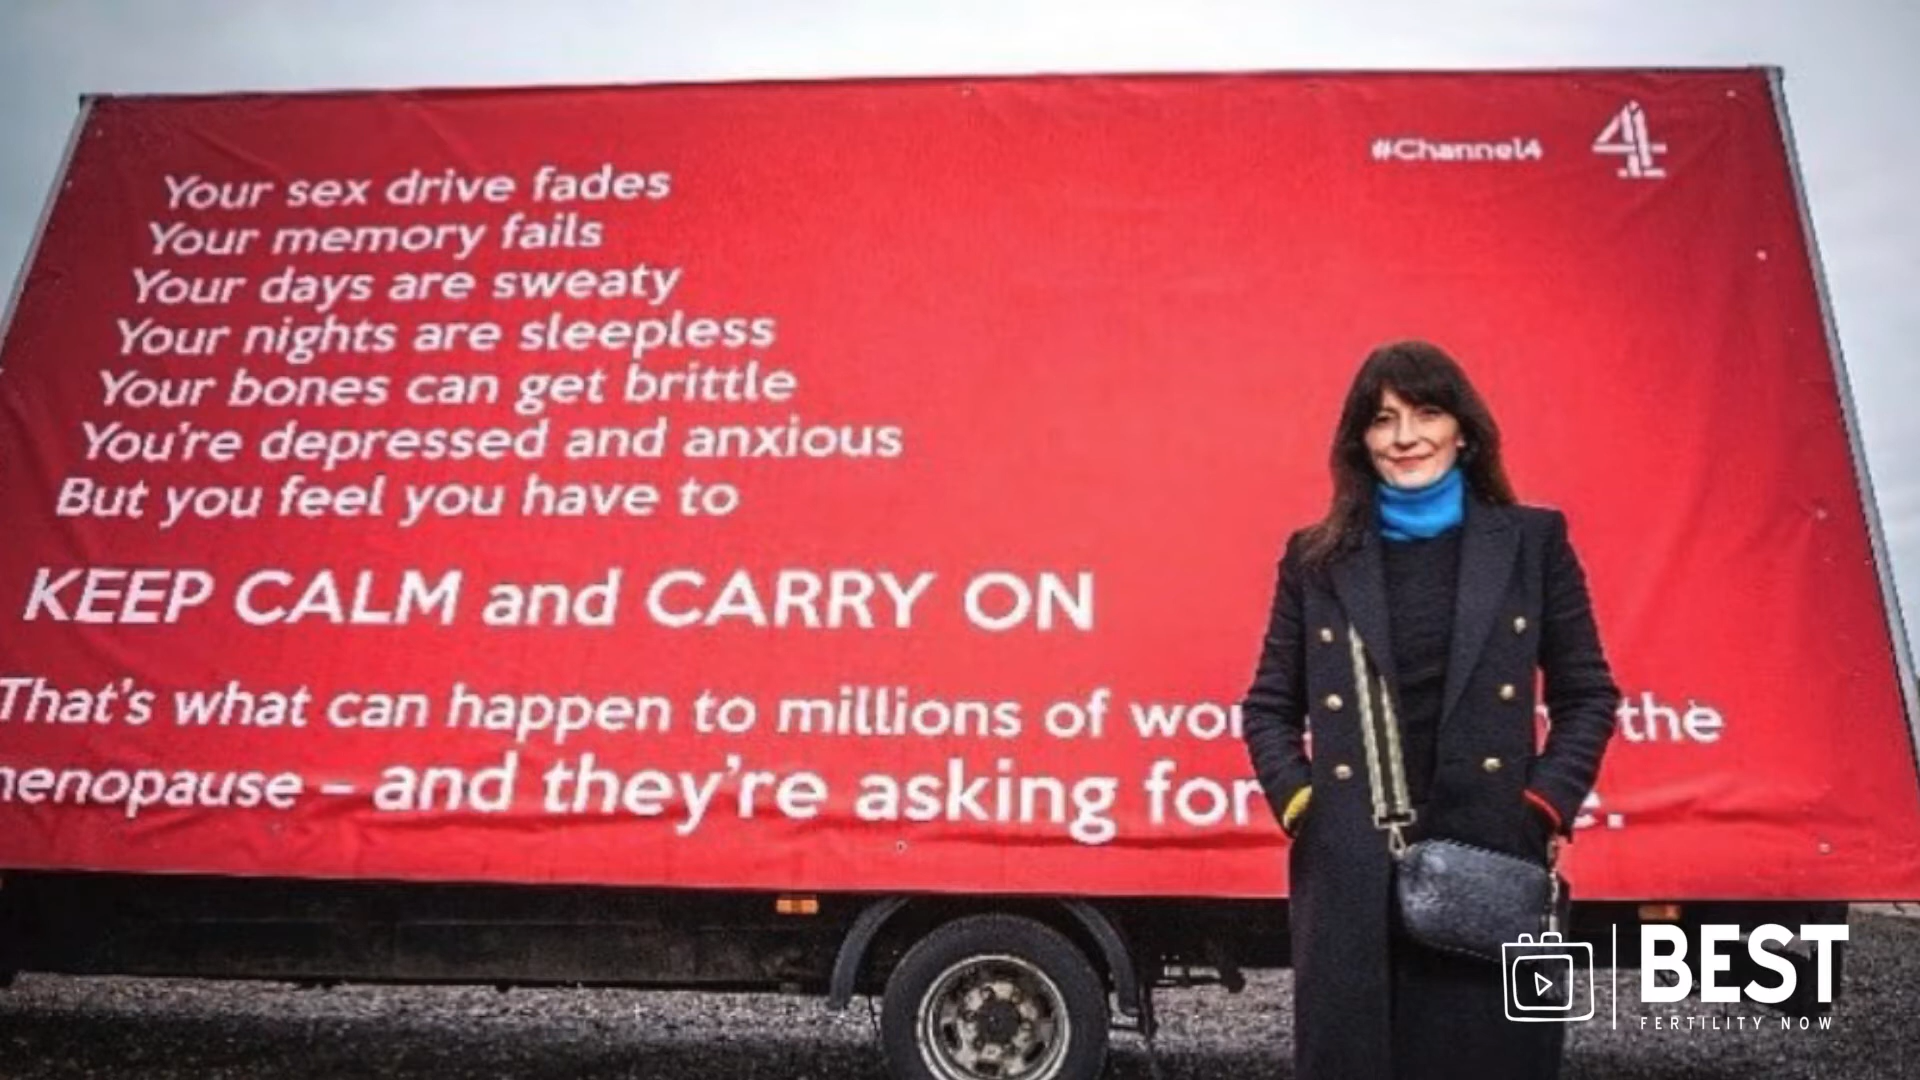 #Channel4 4
Your sex drive fades
Your memory fails
Your days are sweaty
Your nights are sleepless
Your bones can get brittle
You're depressed and anxious
But you feel you have to
KEEP CALM and CARRY ON
That's what can happen to millions of the
menopause – and they're asking for
BEST
FERTILITY NOW